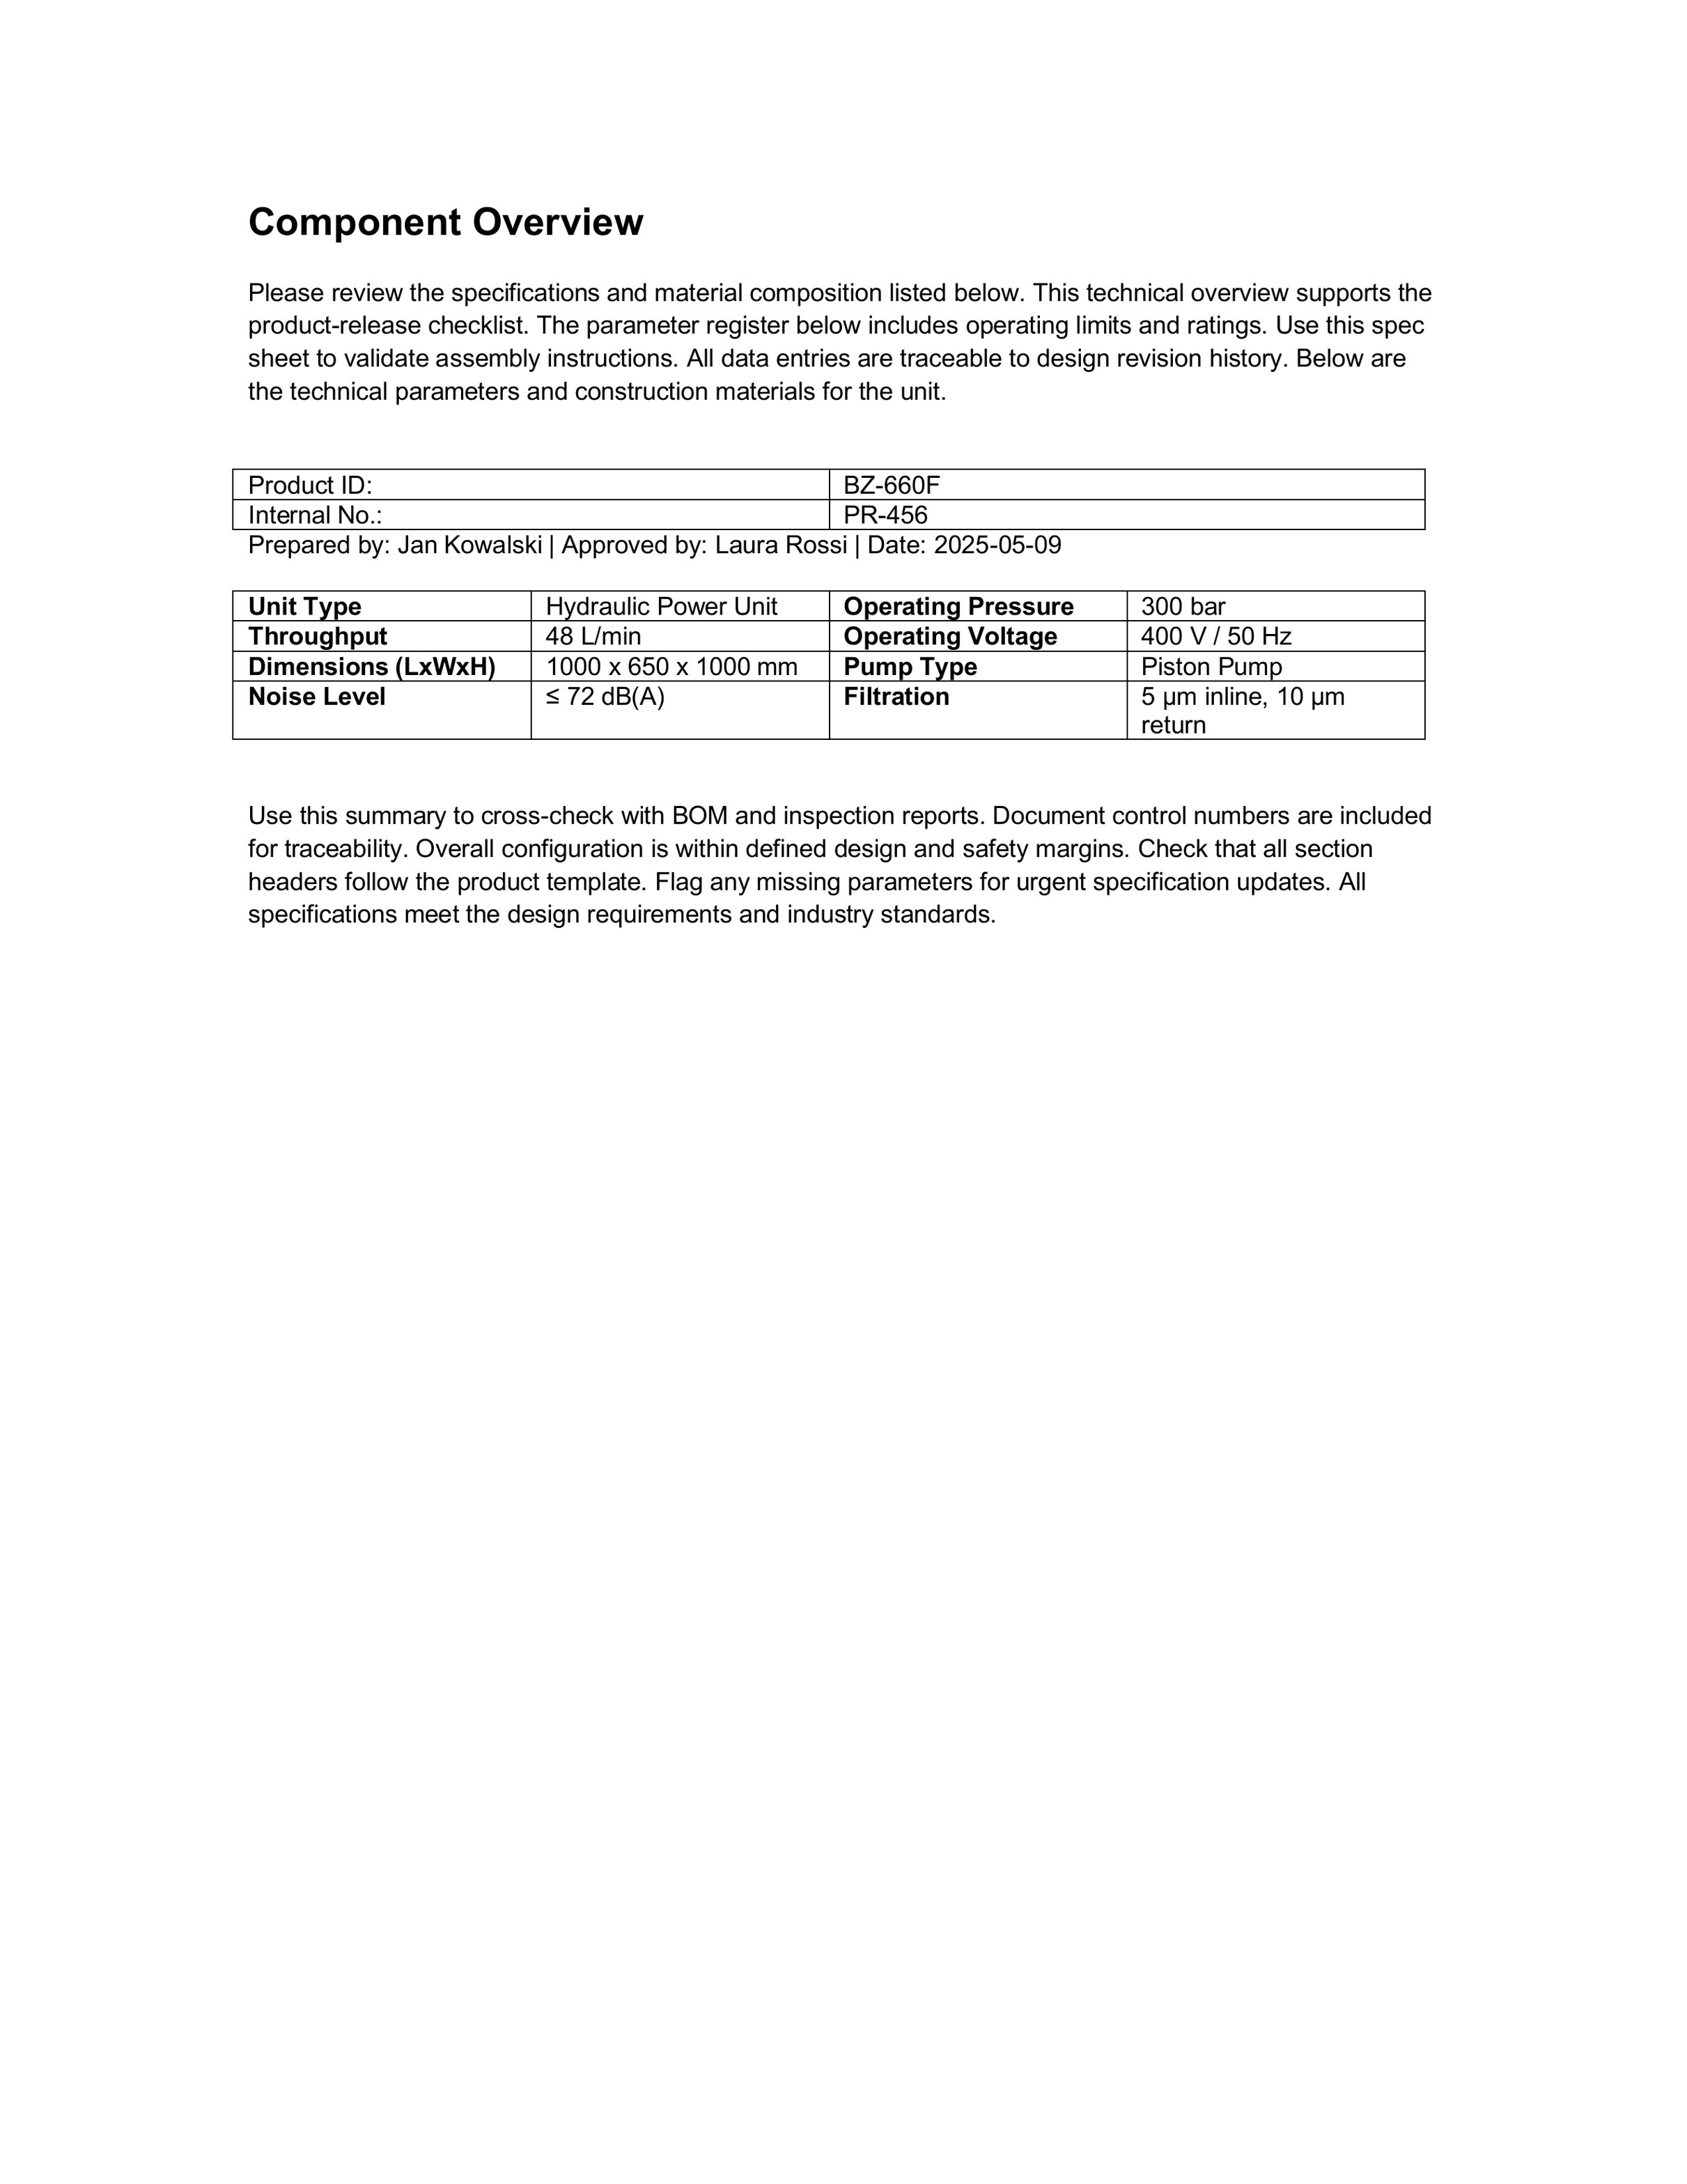 Component Overview
Please review the specifications and material composition listed below. This technical overview supports the
product-release checklist. The parameter register below includes operating limits and ratings. Use this spec
sheet to validate assembly instructions. All data entries are traceable to design revision history. Below are
the technical parameters and construction materials for the unit.
Product ID: BZ-660F
Internal No.: PR-456
Prepared by: Jan Kowalski | Approved by: Laura Rossi | Date: 2025-05-09
Unit Type Hydraulic Power Unit Operating Pressure 300 bar
Throughput 48 L/min Operating Voltage 400 V / 50 Hz
Dimensions (LxWxH) 1000 x 650 x 1000 mm Pump Type Piston Pump
Noise Level ≤ 72 dB(A) Filtration 5 µm inline, 10 µm
return
Use this summary to cross-check with BOM and inspection reports. Document control numbers are included
for traceability. Overall configuration is within defined design and safety margins. Check that all section
headers follow the product template. Flag any missing parameters for urgent specification updates. All
specifications meet the design requirements and industry standards.